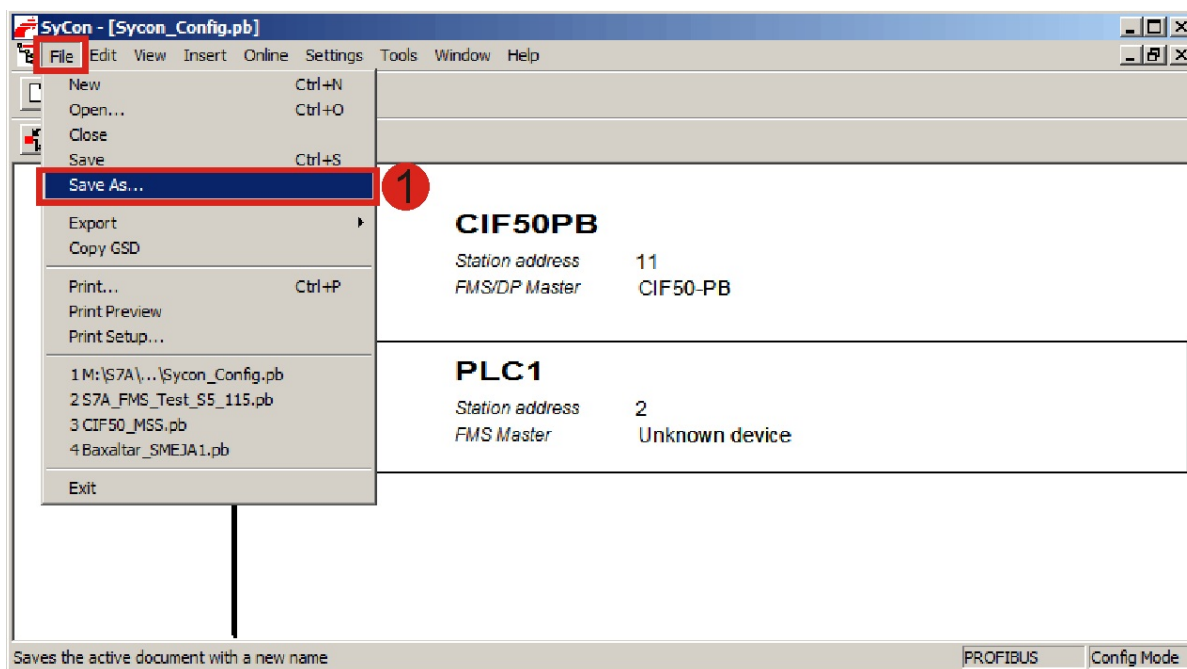 SyCon - [Sycon_Config.pb]
File Edit View Insert Online Settings Tools Window Help
New Ctrl+N
Open... Ctrl+O
Close
Save Ctrl+S
Save As...
1
Export
Copy GSD
Print... Ctrl+P
Print Preview
Print Setup...
1 M:\S7A\...\Sycon_Config.pb
2 S7A_FMS_Test_S5_115.pb
3 CIF50_MSS.pb
4 Baxaltar_SMEJA1.pb
Exit
CIF50PB
Station address 11
FMS/DP Master CIF50-PB
PLC1
Station address 2
FMS Master Unknown device
Saves the active document with a new name PROFIBUS Config Mode